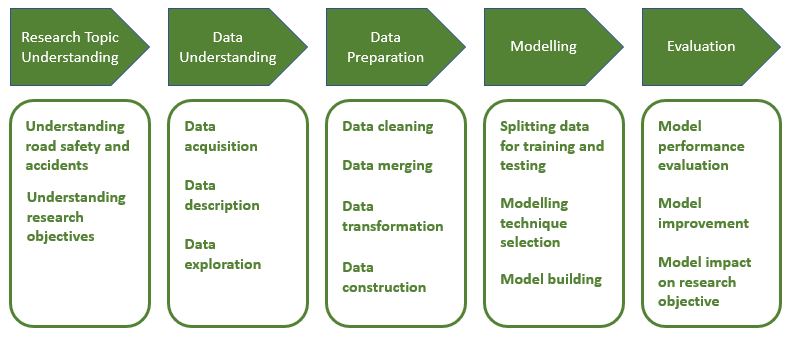 Research Topic
Understanding
Data
Understanding
Data
Preparation
Modelling
Evaluation
Understanding
road safety and
accidents
Understanding
research
objectives
Data
acquisition
Data
description
Data
exploration
Data cleaning
Data merging
Data
transformation
Data
construction
Splitting data
for training and
testing
Modelling
technique
selection
Model building
Model
performance
evaluation
Model
improvement
Model impact
on research
objective